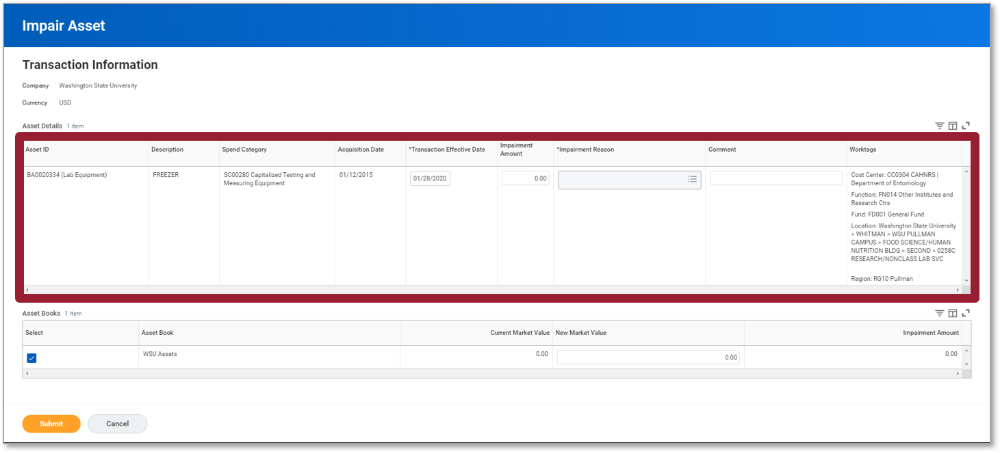 Impair Asset
Transaction Information
Company Washington State University
Currency USD
Asset Details 1 item
Asset ID
Description
Spend Category
Acquisition Date
*Transaction Effective Date
Impairment
Amount
*Impairment Reason
Comment
Worktags
BA0020334 (Lab Equipment)
FREEZER
SC00280 Capitalized Testing and
Measuring Equipment
01/12/2015
01/28/2020
0.00
Cost Center: CC0304 CAHNRS |
Department of Entomology
Function: FN014 Other Institutes and
Research Ctrs
Fund: FD001 General Fund
Location: Washington State University
> WHITMAN > WSU PULLMAN
CAMPUS > FOOD SCIENCE/HUMAN
NUTRITION BLDG > SECOND > 0258C
RESEARCH/NONCLASS LAB SVC
Region: RG10 Pullman
Asset Books 1 item
Select
Asset Book
Current Market Value
New Market Value
Impairment Amount
WSU Assets
0.00
0.00
0.00
Submit
Cancel